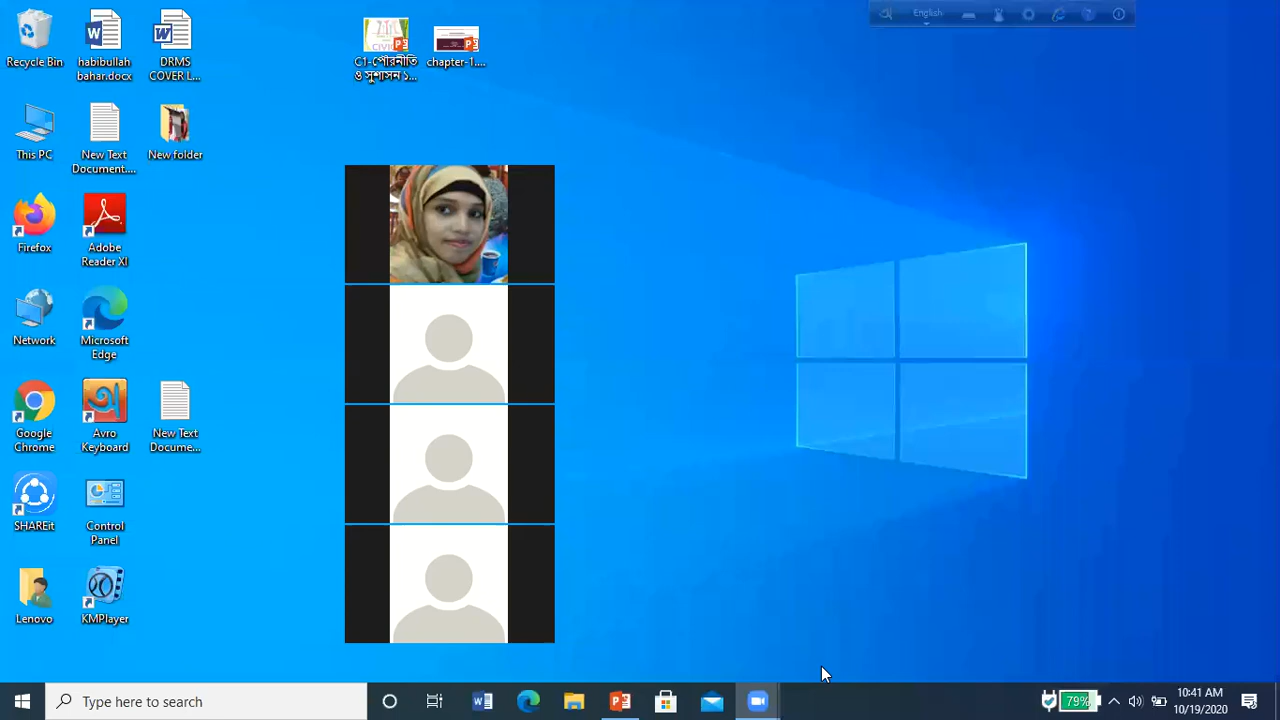 English
Recycle Bin
habibullah
bahar.docx
DRMS
COVER L...
CIVIC
C1-পৌরনীতি
ও সুশাসন ১...
chapter-1....
This PC
New Text
Document....
New folder
Firefox
Adobe
Reader XI
Network
Microsoft
Edge
Google
Chrome
Avro
Keyboard
New Text
Docume...
SHAREit
Control
Panel
Lenovo
KMPlayer
Type here to search
79%
10:41 AM
10/19/2020